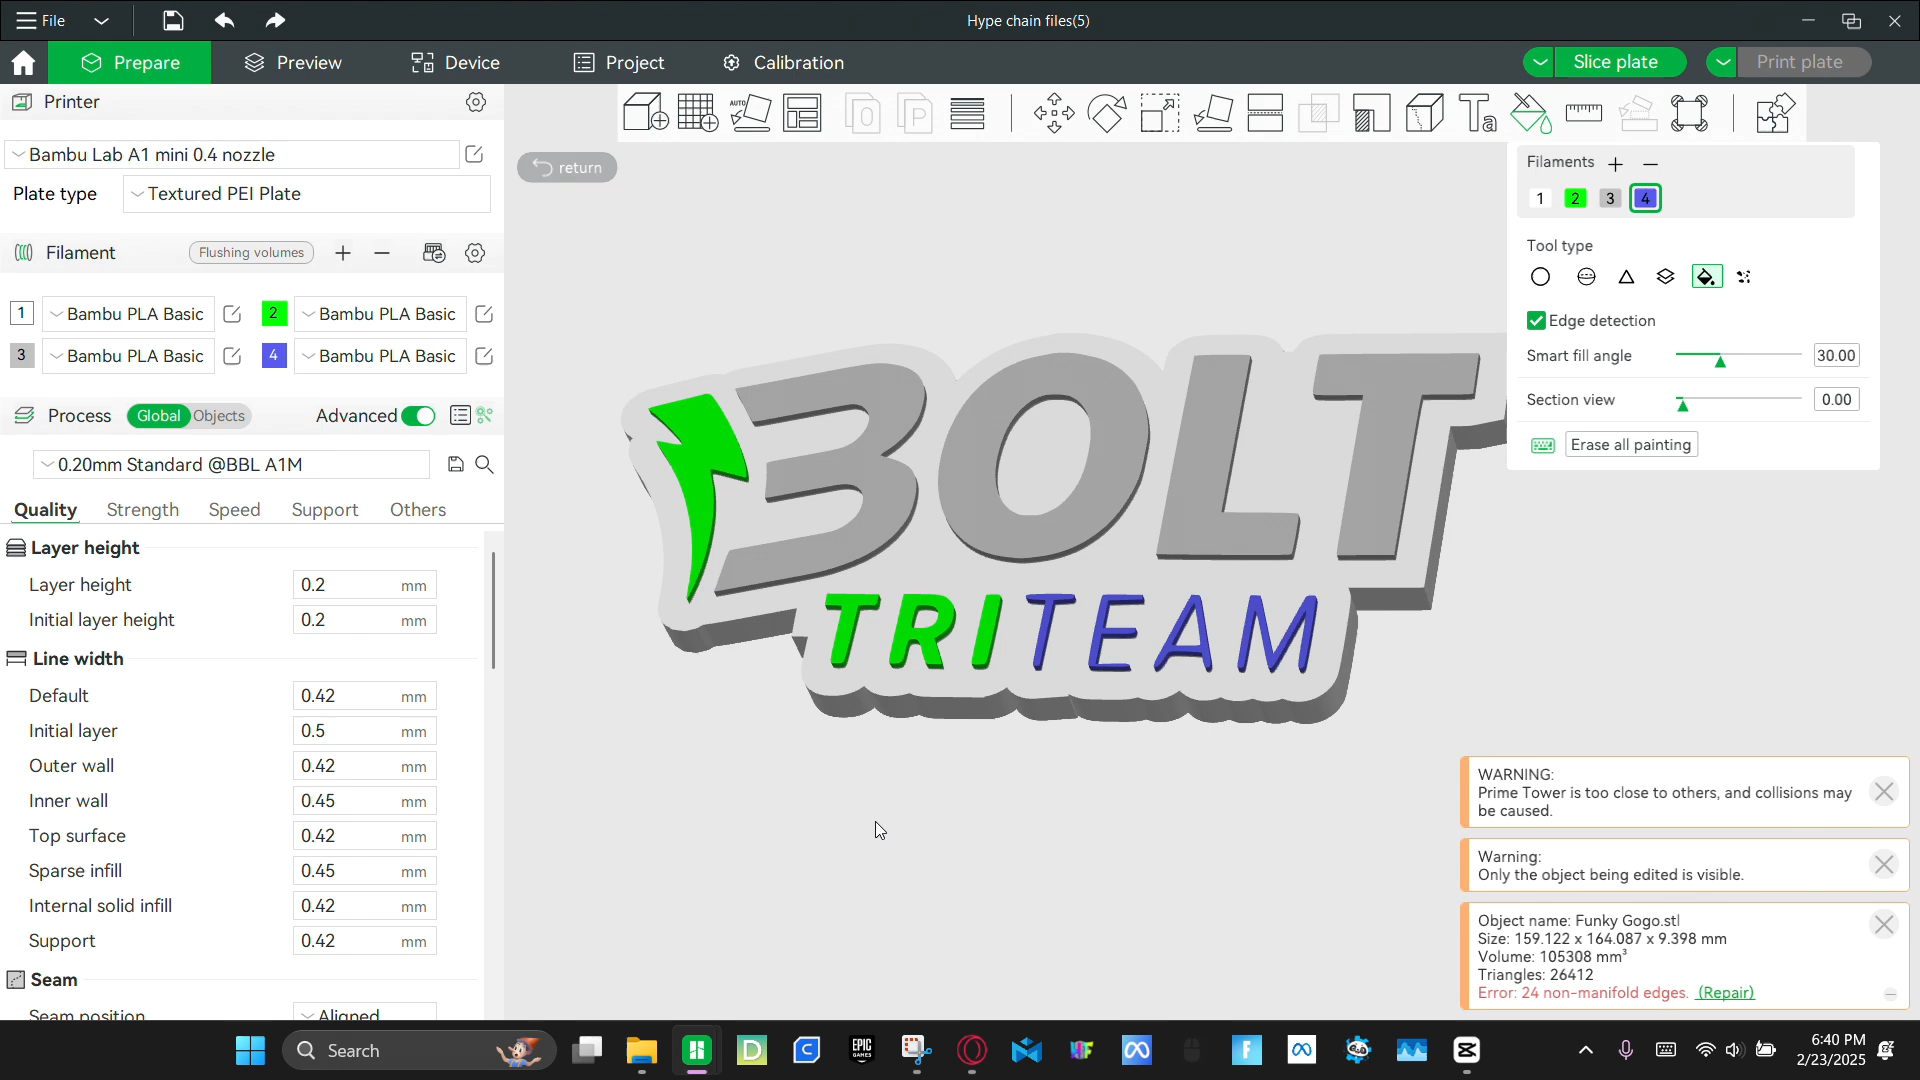 File
Hype chain files(5)
Prepare
Preview
Device
Project
Calibration
Slice plate
Print plate
Printer
Bambu Lab A1 mini 0.4 nozzle
Plate type
Textured PEI Plate
Filament
Flushing volumes
1 Bambu PLA Basic
2 Bambu PLA Basic
3 Bambu PLA Basic
4 Bambu PLA Basic
Process
Global
Objects
Advanced
0.20mm Standard @BBL A1M
Quality
Strength
Speed
Support
Others
Layer height
Layer height 0.2 mm
Initial layer height 0.2 mm
Line width
Default 0.42 mm
Initial layer 0.5 mm
Outer wall 0.42 mm
Inner wall 0.45 mm
Top surface 0.42 mm
Sparse infill 0.45 mm
Internal solid infill 0.42 mm
Support 0.42 mm
Seam
Seam position Aligned
AUTO
O
P
Ta
return
BOLT
TRITEAM
Filaments
1 2 3 4
Tool type
Edge detection
Smart fill angle 30.00
Section view 0.00
Erase all painting
WARNING:
Prime Tower is too close to others, and collisions may
be caused.
Warning:
Only the object being edited is visible.
Object name: Funky Gogo.stl
Size: 159.122 x 164.087 x 9.398 mm
Volume: 105308 mm³
Triangles: 26412
Error: 24 non-manifold edges. (Repair)
Search
D
C
EPIC
GAMES
F
6:40 PM
2/23/2025